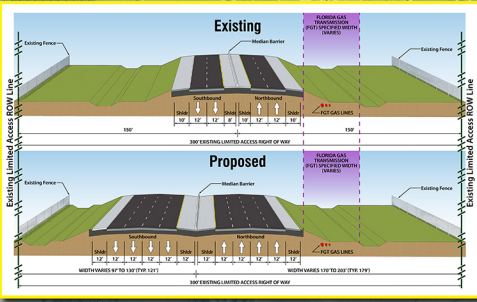 Existing
FLORIDA GAS
TRANSMISSION
(FGT) SPECIFIED WIDTH
(VARIES)
Existing Fence
Median Barrier
Existing Fence
Existing Limited Access ROW Line
Existing Limited Access ROW Line
Southbound
Northbound
Shldr
Shldr
Shldr
Shldr
10' 12' 12' 8' 10' 12' 12' 10'
FGT GAS LINES
150'
150'
300' EXISTING LIMITED ACCESS RIGHT OF WAY
Proposed
FLORIDA GAS
TRANSMISSION
(FGT) SPECIFIED WIDTH
(VARIES)
Existing Fence
Median Barrier
Existing Fence
Southbound
Northbound
Shldr
Shldr
Shldr
Shldr
12' 12' 12' 12' 12' 12' 12' 12' 12' 12' 12' 12'
FGT GAS LINES
WIDTH VARIES 97' TO 130' (TYP. 121')
WIDTH VARIES 170' TO 203' (TYP. 179')
300' EXISTING LIMITED ACCESS RIGHT OF WAY